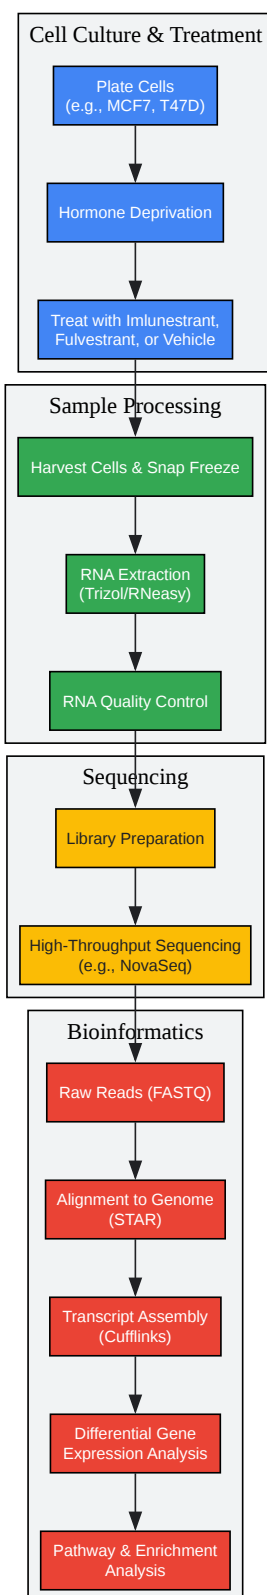 Cell Culture & Treatment
Plate Cells
(e.g., MCF7, T47D)
Hormone Deprivation
Treat with Imlunestrant,
Fulvestrant, or Vehicle
Sample Processing
Harvest Cells & Snap Freeze
RNA Extraction
(Trizol/RNeasy)
RNA Quality Control
Sequencing
Library Preparation
High-Throughput Sequencing
(e.g., NovaSeq)
Bioinformatics
Raw Reads (FASTQ)
Alignment to Genome
(STAR)
Transcript Assembly
(Cufflinks)
Differential Gene
Expression Analysis
Pathway & Enrichment
Analysis